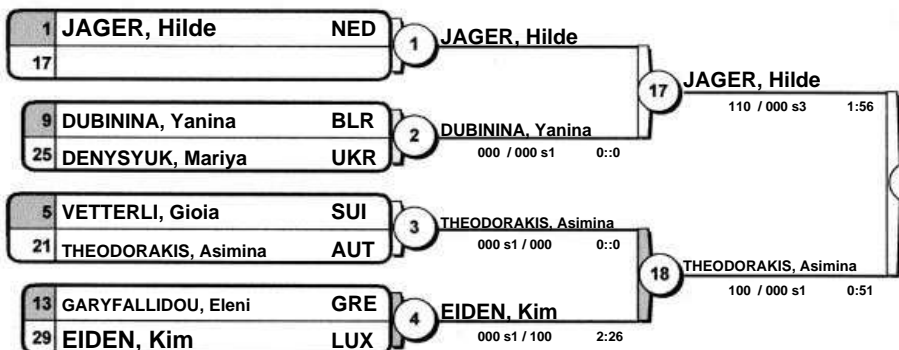 1 JAGER, Hilde NED
17
1 JAGER, Hilde
9 DUBININA, Yanina BLR
25 DENYSYUK, Mariya UKR
2 DUBININA, Yanina
000 / 000 s1 0::0
17 JAGER, Hilde
110 / 000 s3 1:56
5 VETTERLI, Gioia SUI
21 THEODORAKIS, Asimina AUT
3 THEODORAKIS, Asimina
000 s1 / 000 0::0
13 GARYFALLIDOU, Eleni GRE
29 EIDEN, Kim LUX
4 EIDEN, Kim
000 s1 / 100 2:26
18 THEODORAKIS, Asimina
100 / 000 s1 0:51